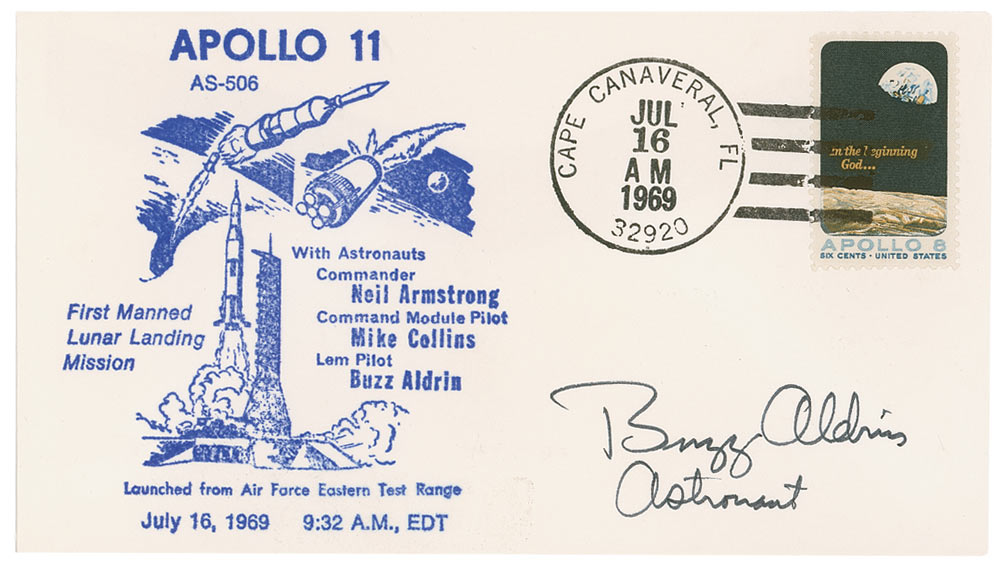 APOLLO 11
AS-506
With Astronauts
Commander
Neil Armstrong
Command Module Pilot
Mike Collins
Lem Pilot
Buzz Aldrin
First Manned
Lunar Landing
Mission
Launched from Air Force Eastern Test Range
July 16, 1969 9:32 A.M., EDT
CAPE CANAVERAL, FL
JUL
16
AM
1969
32920
In the beginning
God...
APOLLO 8
SIX CENTS · UNITED STATES
Buzz Aldrin
Astronaut